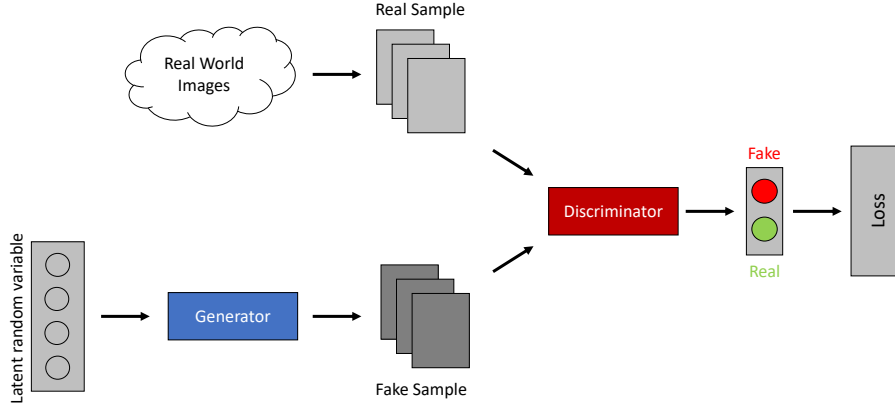 Real Sample
Real World
Images
Fake
Discriminator
Loss
Real
Latent random variable
Generator
Fake Sample